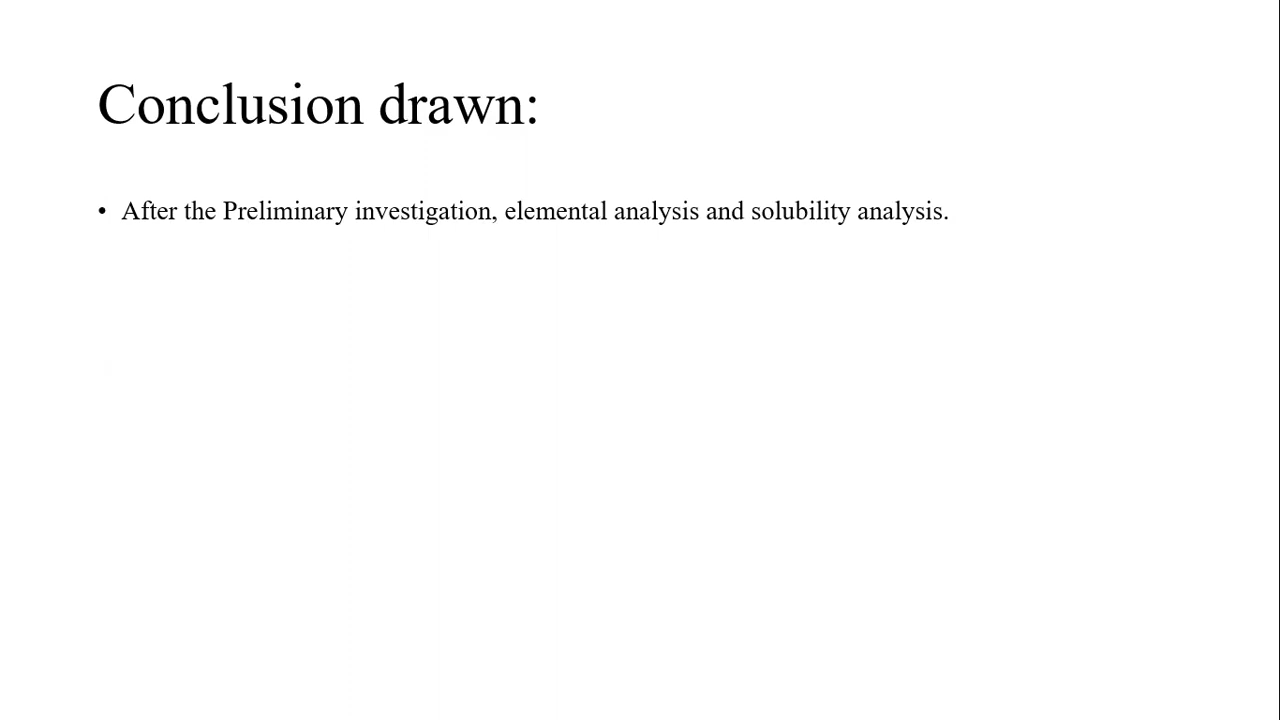 Conclusion drawn:
• After the Preliminary investigation, elemental analysis and solubility analysis.